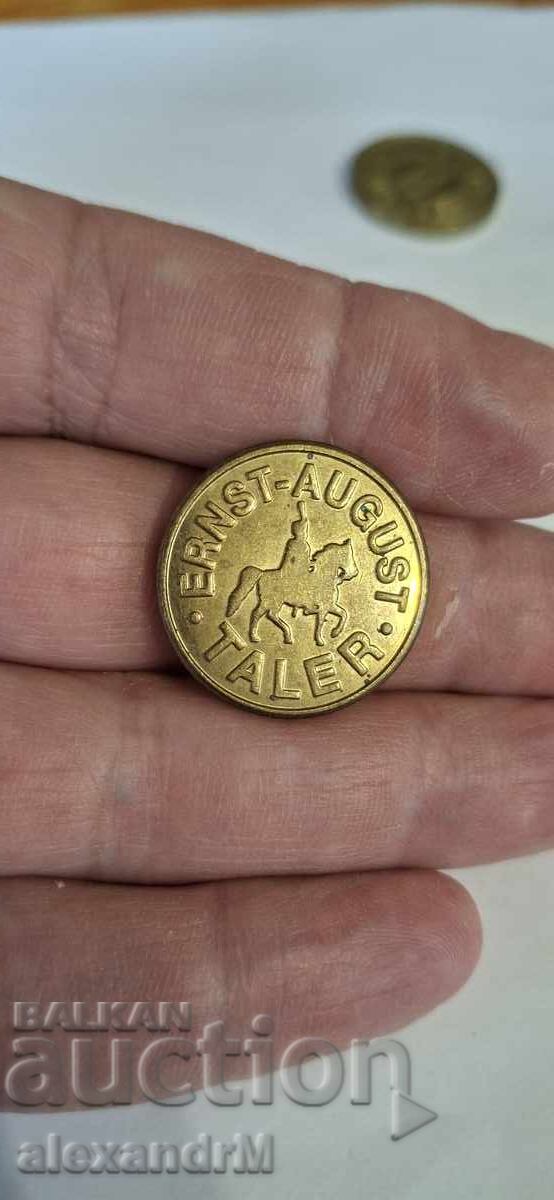 · ERNST-AUGUST ·
TALER
BALKAN
auction
alexandrM